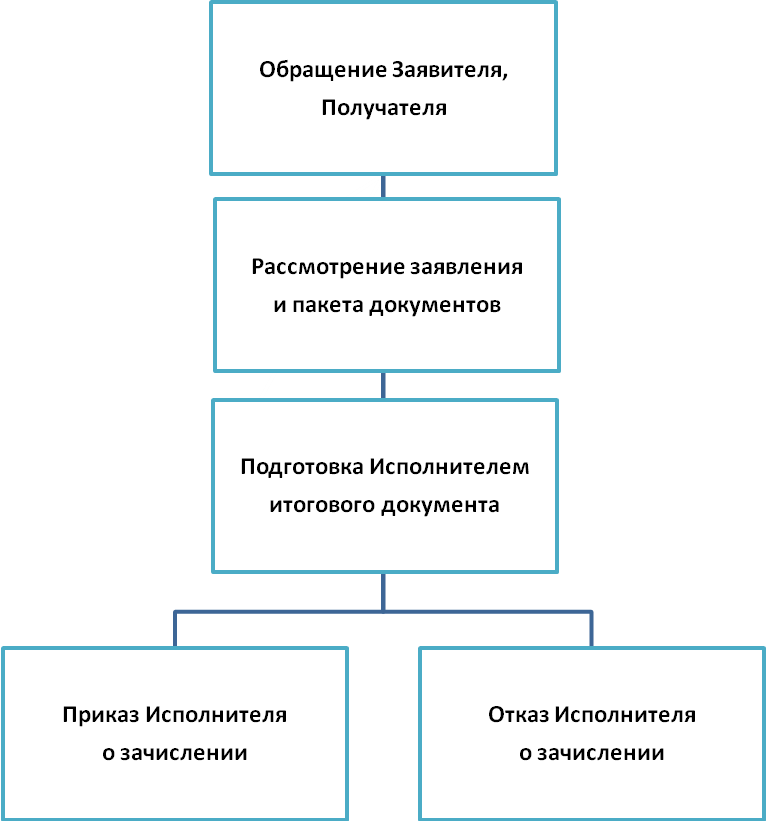 Обращение Заявителя,
Получателя
Рассмотрение заявления
и пакета документов
Подготовка Исполнителем
итогового документа
Приказ Исполнителя
о зачислении
Отказ Исполнителя
о зачислении